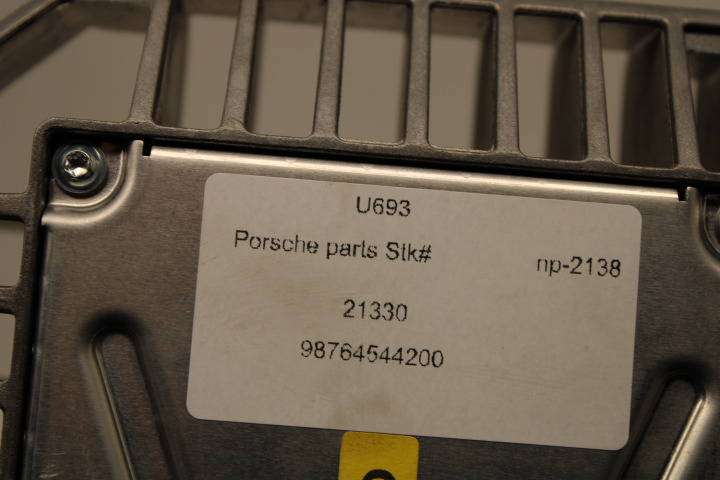 U693
Porsche parts Stk# np-2138
21330
98764544200